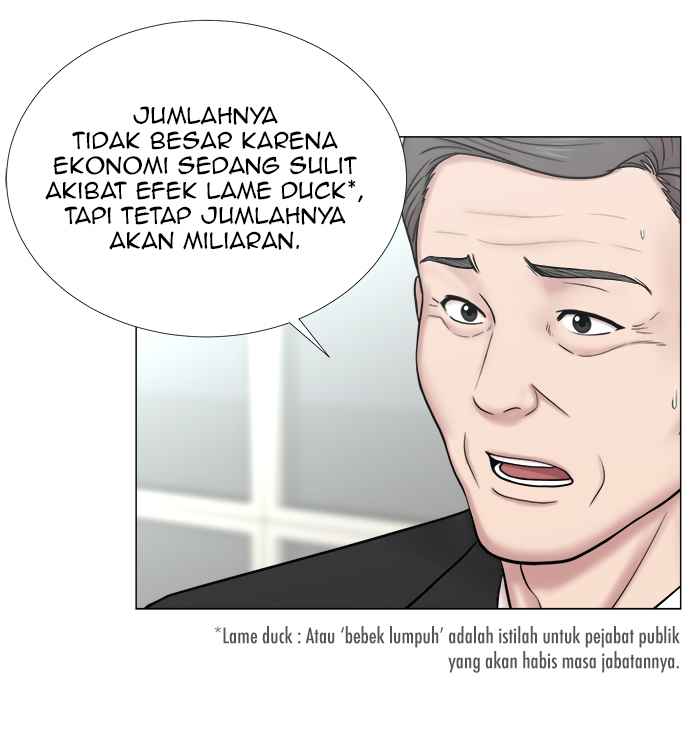 JUMLAHNYA
TIDAK BESAR KARENA
EKONOMI SEDANG SULIT
AKIBAT EFEK LAME DUCK*,
TAPI TETAP JUMLAHNYA
AKAN MILIARAN.
*Lame duck : Atau ‘bebek lumpuh’ adalah istilah untuk pejabat publik
yang akan habis masa jabatannya.